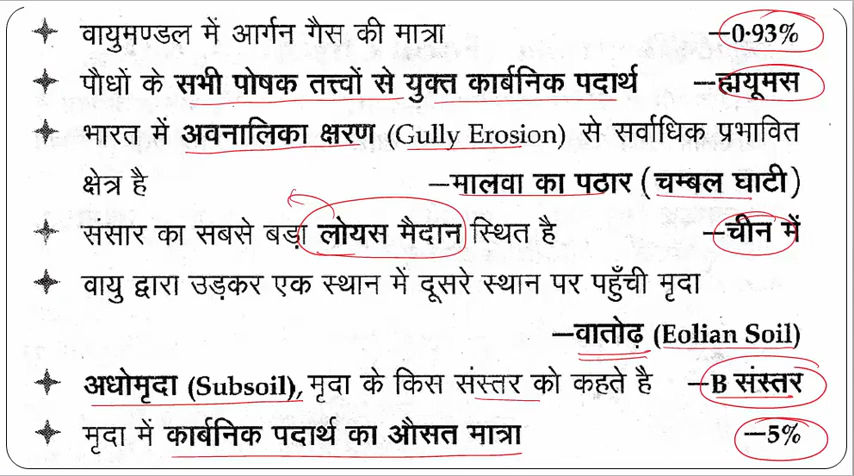 वायुमण्डल में आर्गन गैस की मात्रा –0·93%
पौधों के सभी पोषक तत्त्वों से युक्त कार्बनिक पदार्थ –ह्मयूमस
भारत में अवनालिका क्षरण (Gully Erosion) से सर्वाधिक प्रभावित
क्षेत्र है –मालवा का पठार (चम्बल घाटी)
संसार का सबसे बड़ा लोयस मैदान स्थित है –चीन में
वायु द्वारा उड़कर एक स्थान में दूसरे स्थान पर पहुँची मृदा
–वातोढ़ (Eolian Soil)
अधोमृदा (Subsoil), मृदा के किस संस्तर को कहते है –B संस्तर
मृदा में कार्बनिक पदार्थ का औसत मात्रा –5%